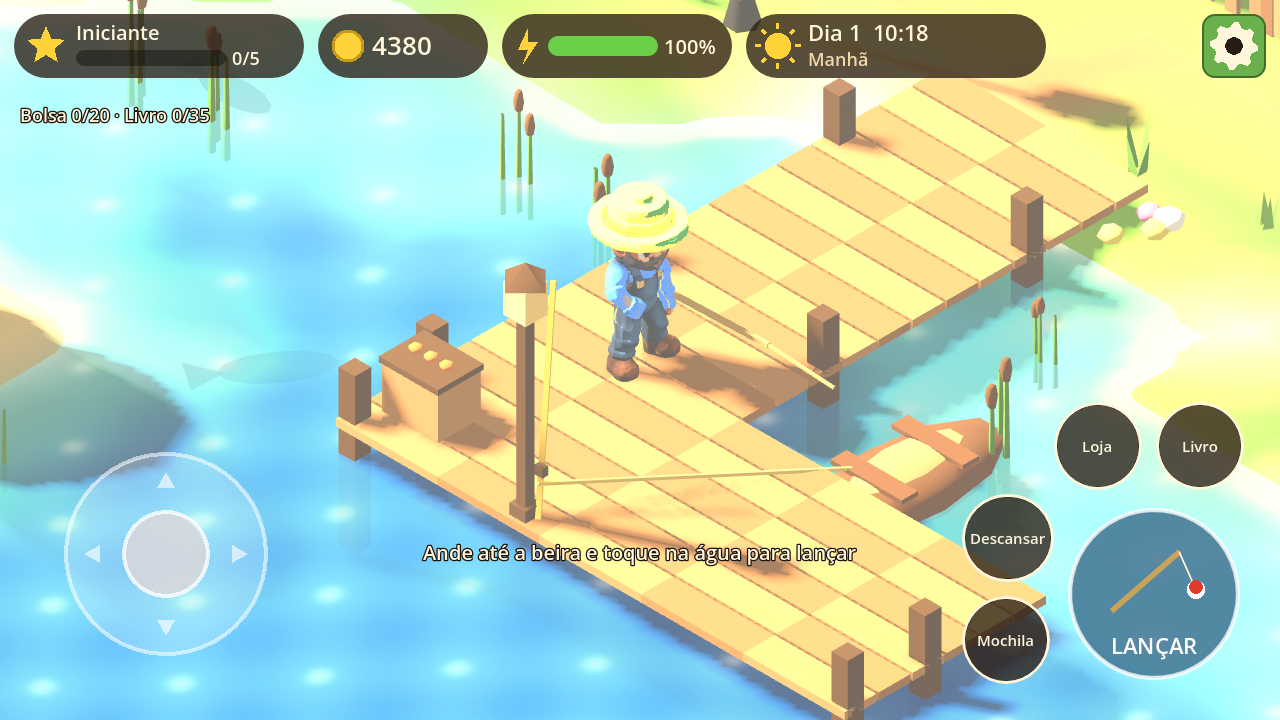 Iniciante
0/5
4380
100%
Dia 1 10:18
Manhã
Bolsa 0/20 · Livro 0/35
Loja
Livro
Descansar
Ande até a beira e toque na água para lançar
Mochila
LANÇAR